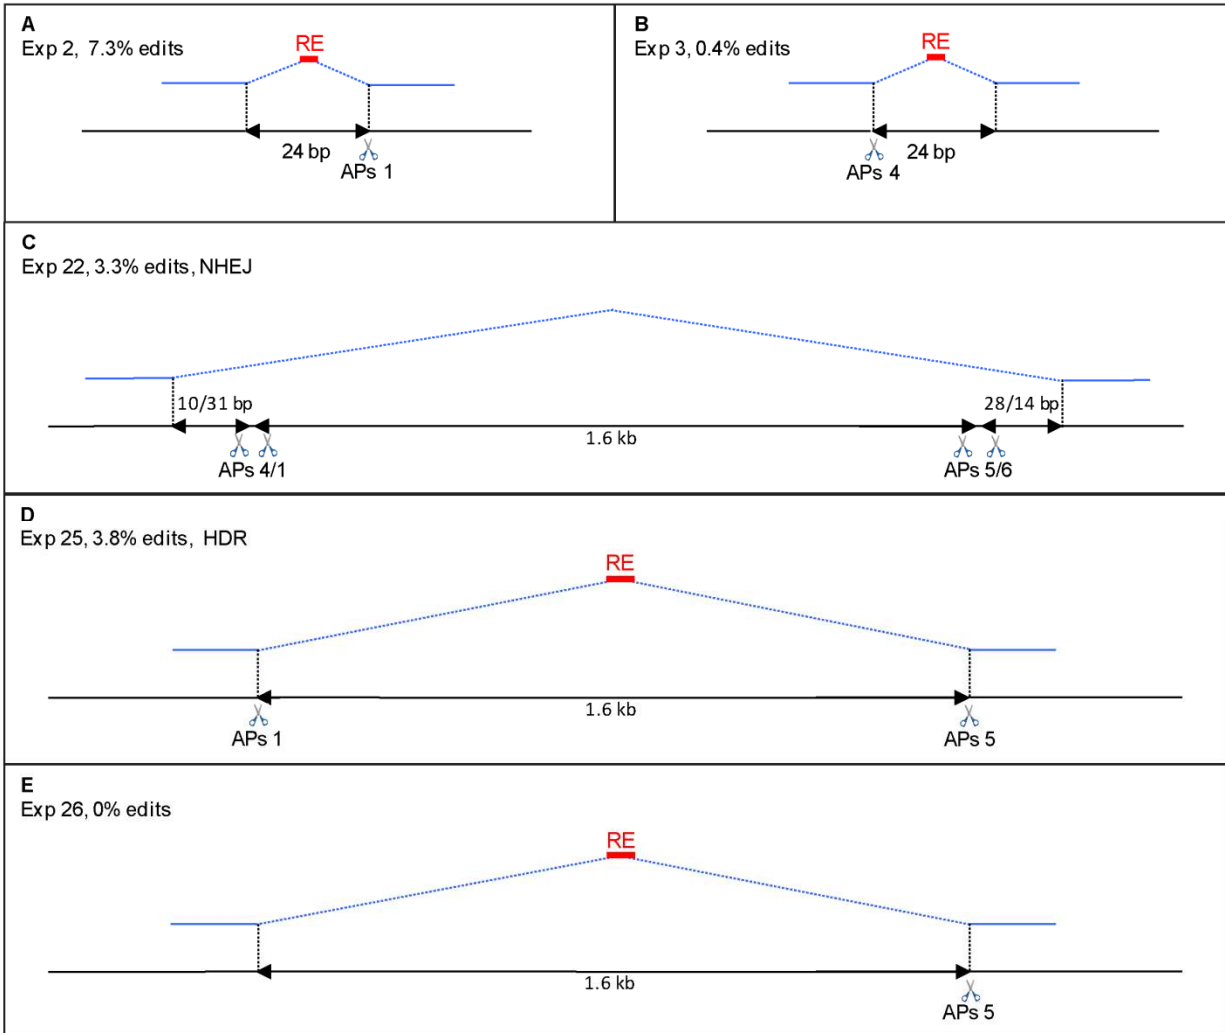 A
Exp 2, 7.3% edits
RE
24 bp
APs 1
B
Exp 3, 0.4% edits
RE
24 bp
APs 4
C
Exp 22, 3.3% edits, NHEJ
10/31 bp
28/14 bp
1.6 kb
APs 4/1
APs 5/6
D
Exp 25, 3.8% edits, HDR
RE
1.6 kb
APs 1
APs 5
E
Exp 26, 0% edits
RE
1.6 kb
APs 5